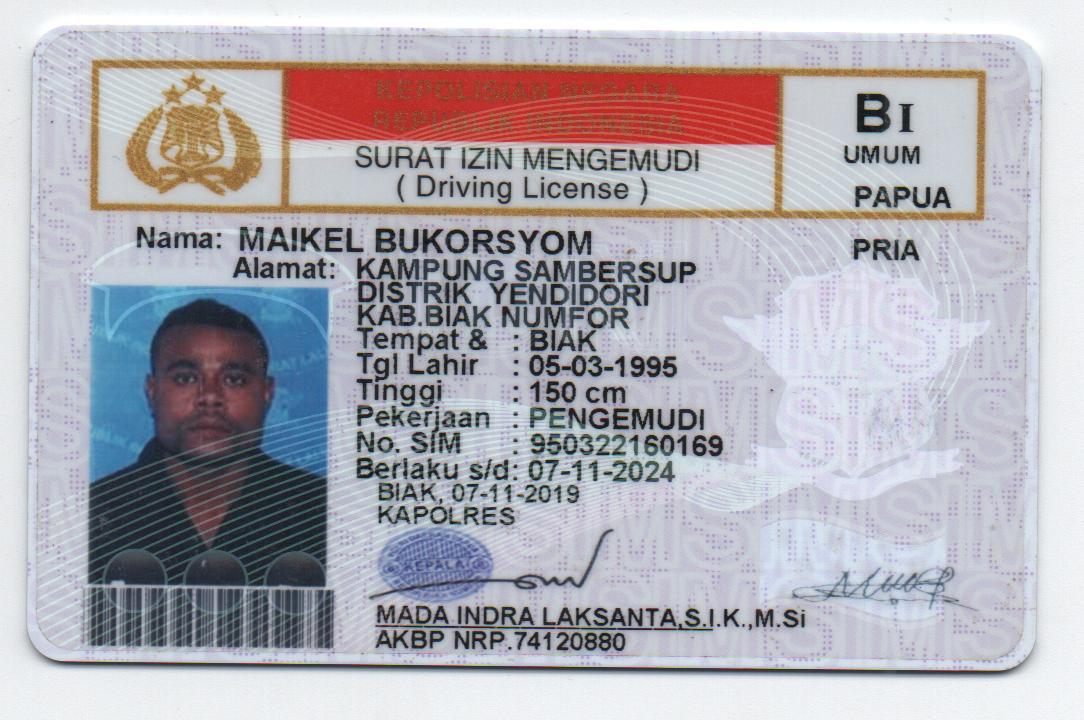 KEPOLISIAN NEGARA
REPUBLIK INDONESIA
SURAT IZIN MENGEMUDI
( Driving License )
BI
UMUM
PAPUA
Nama: MAIKEL BUKORSYOM
PRIA
Alamat: KAMPUNG SAMBERSUP
DISTRIK YENDIDORI
KAB.BIAK NUMFOR
Tempat & : BIAK
Tgl Lahir : 05-03-1995
Tinggi : 150 cm
Pekerjaan : PENGEMUDI
No. SIM : 950322160169
Berlaku s/d: 07-11-2024
BIAK, 07-11-2019
KAPOLRES
KEPALA
MADA INDRA LAKSANTA,S.I.K.,M.Si
AKBP NRP.74120880